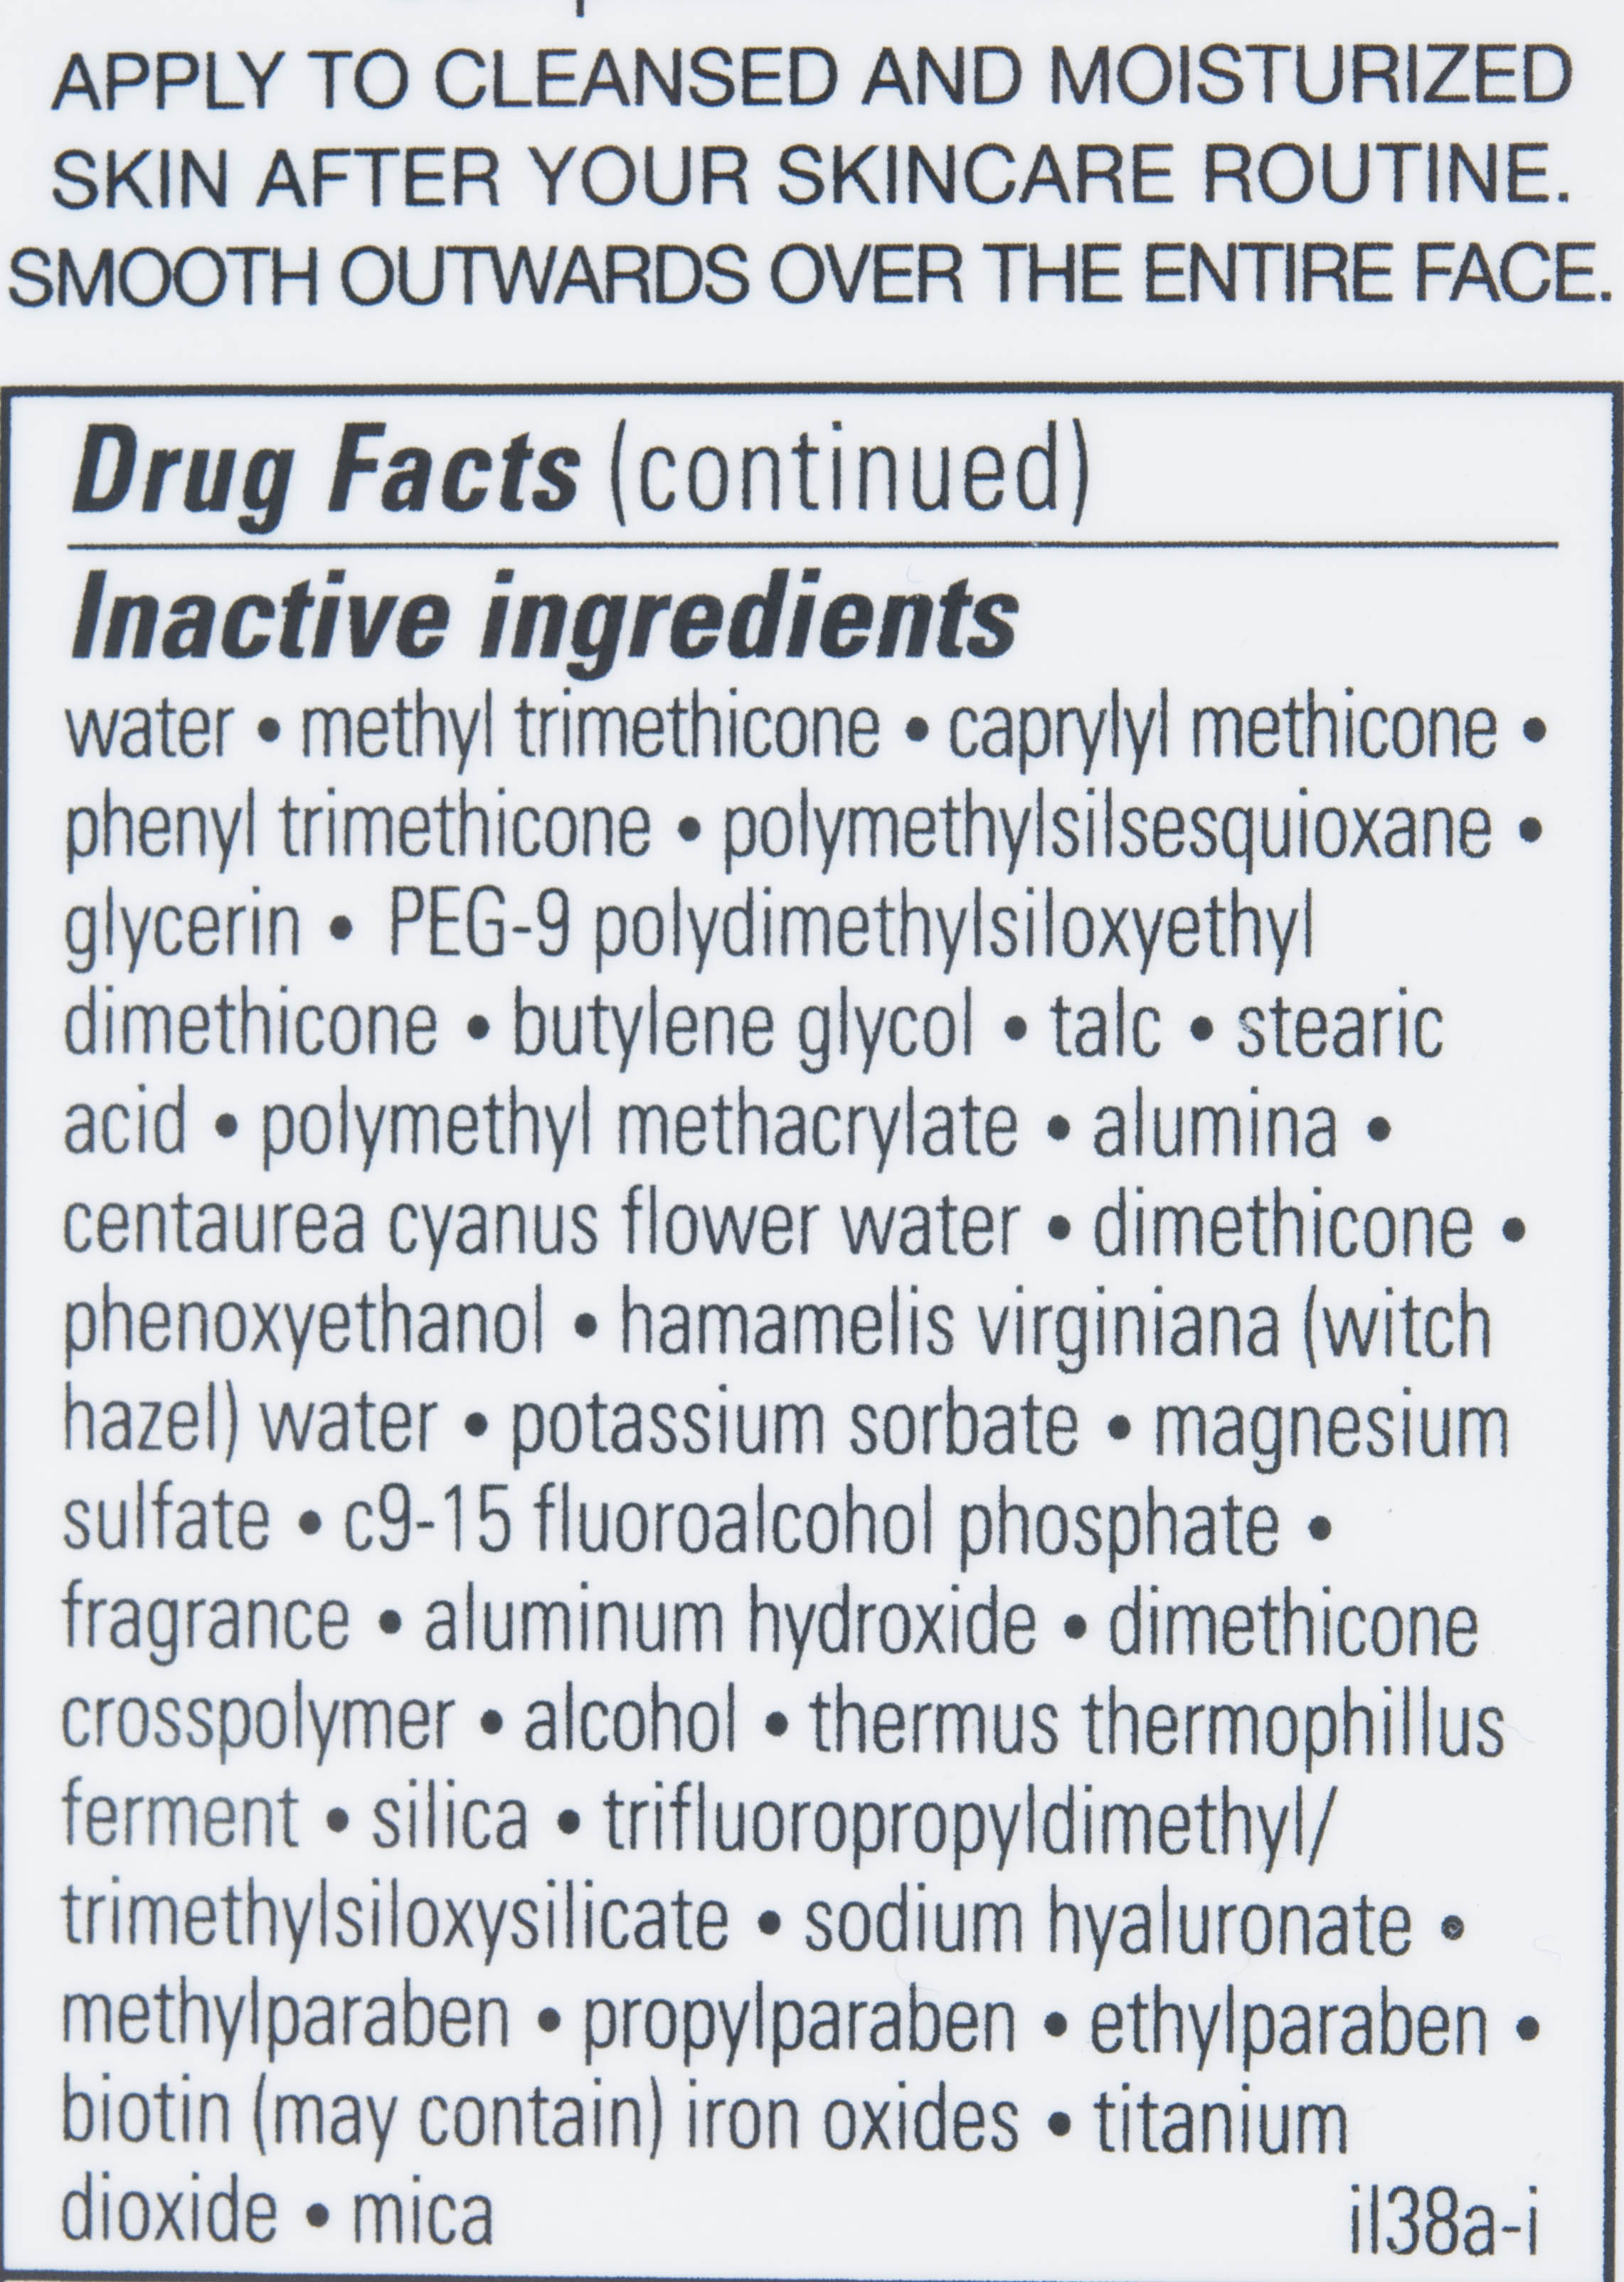 APPLY TO CLEANSED AND MOISTURIZED
SKIN AFTER YOUR SKINCARE ROUTINE.
SMOOTH OUTWARDS OVER THE ENTIRE FACE.
Drug Facts (continued)
Inactive ingredients
water • methyl trimethicone • caprylyl methicone •
phenyl trimethicone • polymethylsilsesquioxane •
glycerin • PEG-9 polydimethylsiloxyethyl
dimethicone • butylene glycol • talc • stearic
acid • polymethyl methacrylate • alumina •
centaurea cyanus flower water • dimethicone •
phenoxyethanol • hamamelis virginiana (witch
hazel) water • potassium sorbate • magnesium
sulfate • c9-15 fluoroalcohol phosphate •
fragrance • aluminum hydroxide • dimethicone
crosspolymer • alcohol • thermus thermophillus
ferment • silica • trifluoropropyldimethyl/
trimethylsiloxysilicate • sodium hyaluronate •
methylparaben • propylparaben • ethylparaben •
biotin (may contain) iron oxides • titanium
dioxide • mica
il38a-i